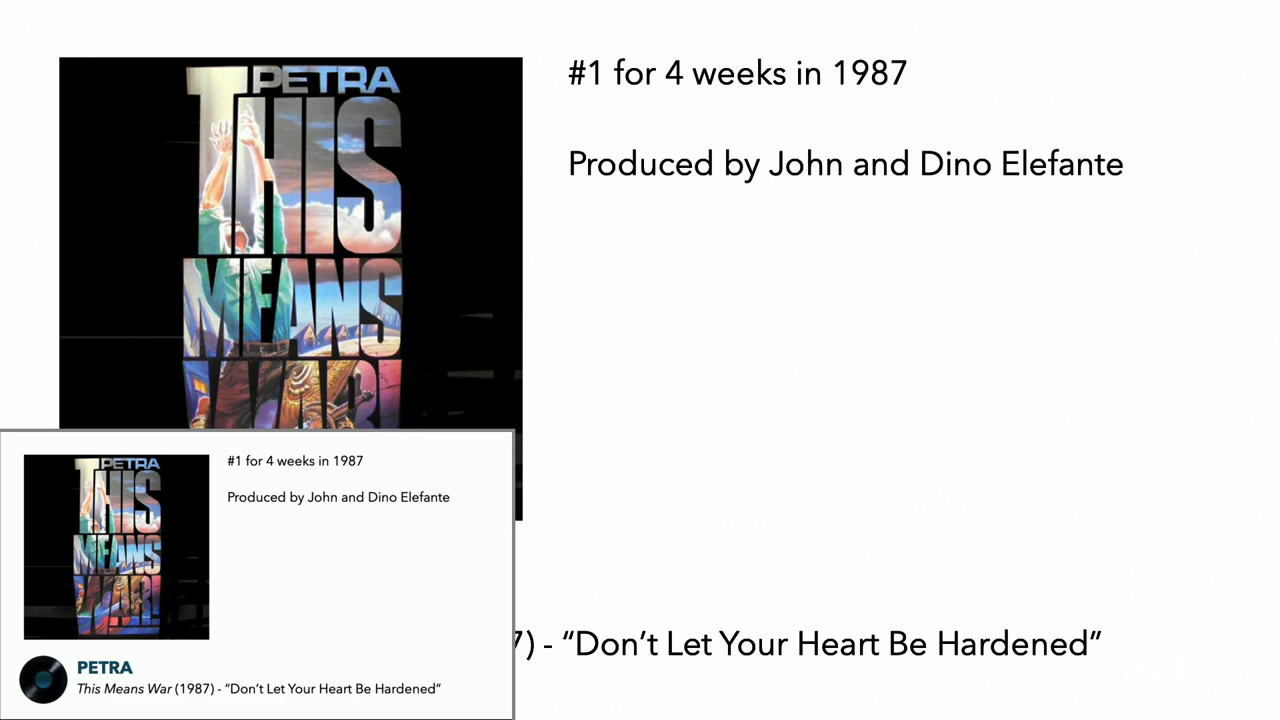 PETRA
THIS
MEANS
WAR!
#1 for 4 weeks in 1987
Produced by John and Dino Elefante
7) - “Don’t Let Your Heart Be Hardened”
PETRA
THIS
MEANS
WAR!
#1 for 4 weeks in 1987
Produced by John and Dino Elefante
PETRA
This Means War (1987) - “Don’t Let Your Heart Be Hardened”